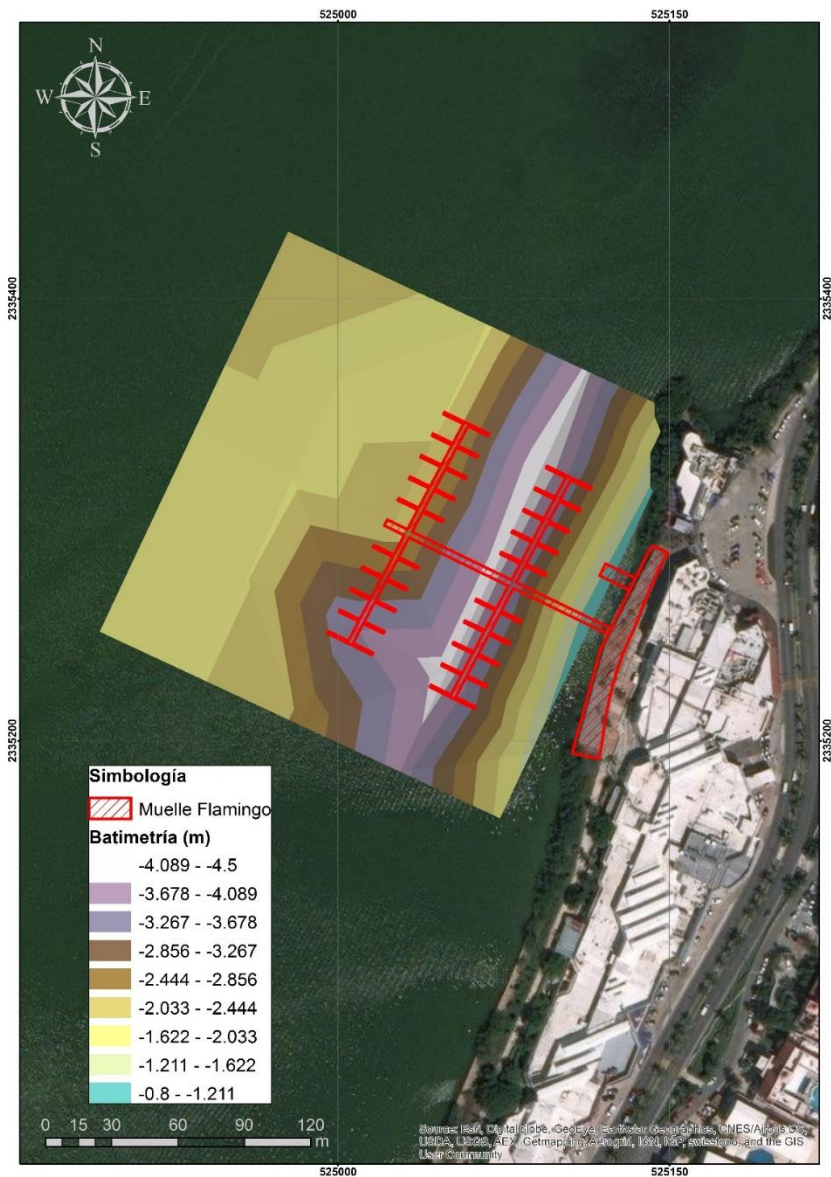 525000 525150
N
W E
S
2335400 2335400
2335200 2335200
Simbología
Muelle Flamingo
Batimetría (m)
-4.089 - -4.5
-3.678 - -4.089
-3.267 - -3.678
-2.856 - -3.267
-2.444 - -2.856
-2.033 - -2.444
-1.622 - -2.033
-1.211 - -1.622
-0.8 - -1.211
0 15 30 60 90 120
m
Source: Esri, DigitalGlobe, GeoEye, Earthstar Geographics, CNES/Airbus DS,
USDA, USGS, AEX, Getmapping, Aerogrid, IGN, IGP, swisstopo, and the GIS
User Community
525000 525150